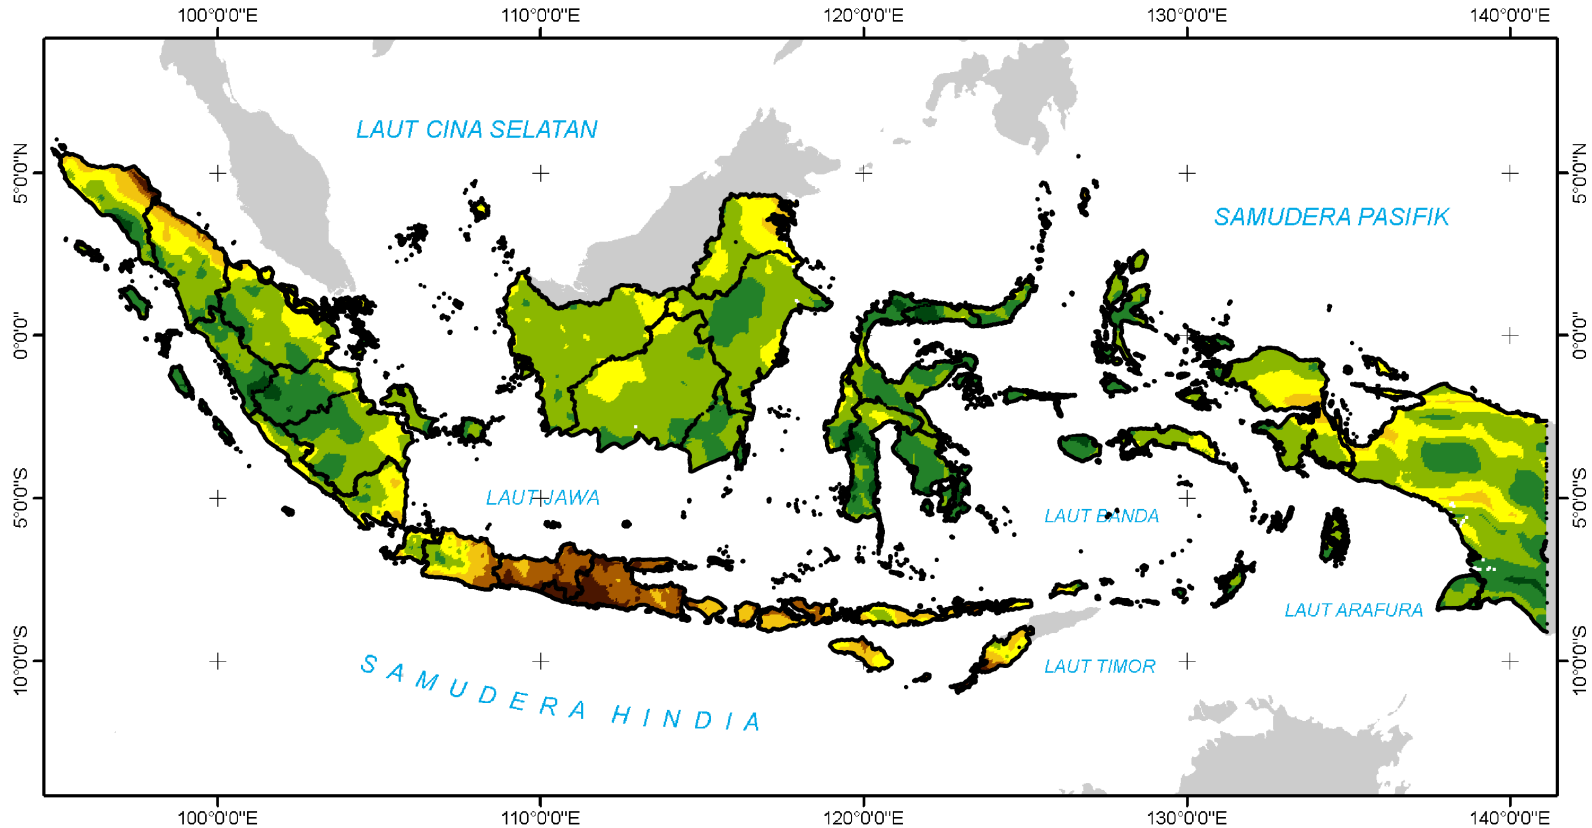 100°0'0"E 110°0'0"E 120°0'0"E 130°0'0"E 140°0'0"E
LAUT CINA SELATAN
5°0'0"N 5°0'0"N
SAMUDERA PASIFIK
0°0'0" 0°0'0"
5°0'0"S 5°0'0"S
LAUT JAWA
LAUT BANDA
LAUT ARAFURA
10°0'0"S 10°0'0"S
LAUT TIMOR
SAMUDERA HINDIA
100°0'0"E 110°0'0"E 120°0'0"E 130°0'0"E 140°0'0"E